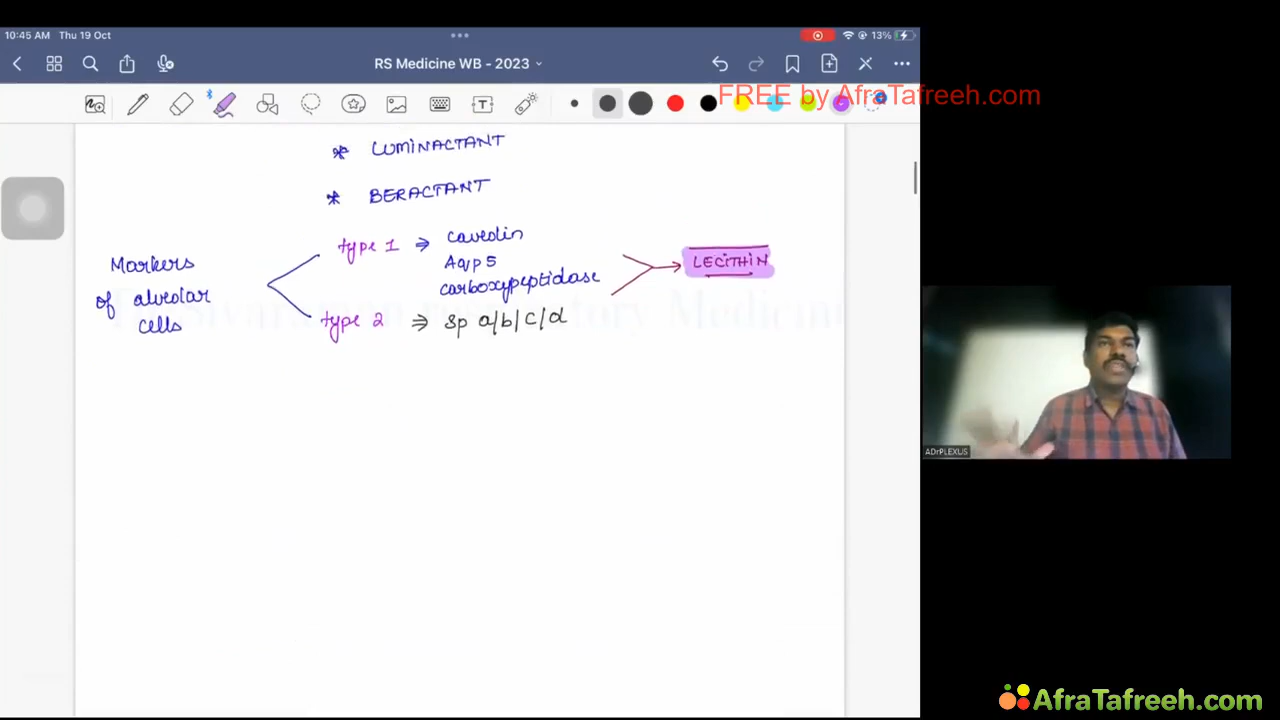 10:45 AM Thu 19 Oct
13%
RS Medicine WB - 2023
FREE by AfraTafreeh.com
* LUMINACTANT
* BERACTANT
Markers of alveolar cells
type 1 ⇒ caveolin
Aqp 5
carboxypeptidase
LECITHIN
type 2 ⇒ Sp a/b/c/d
ADrPLEXUS
AfraTafreeh.com